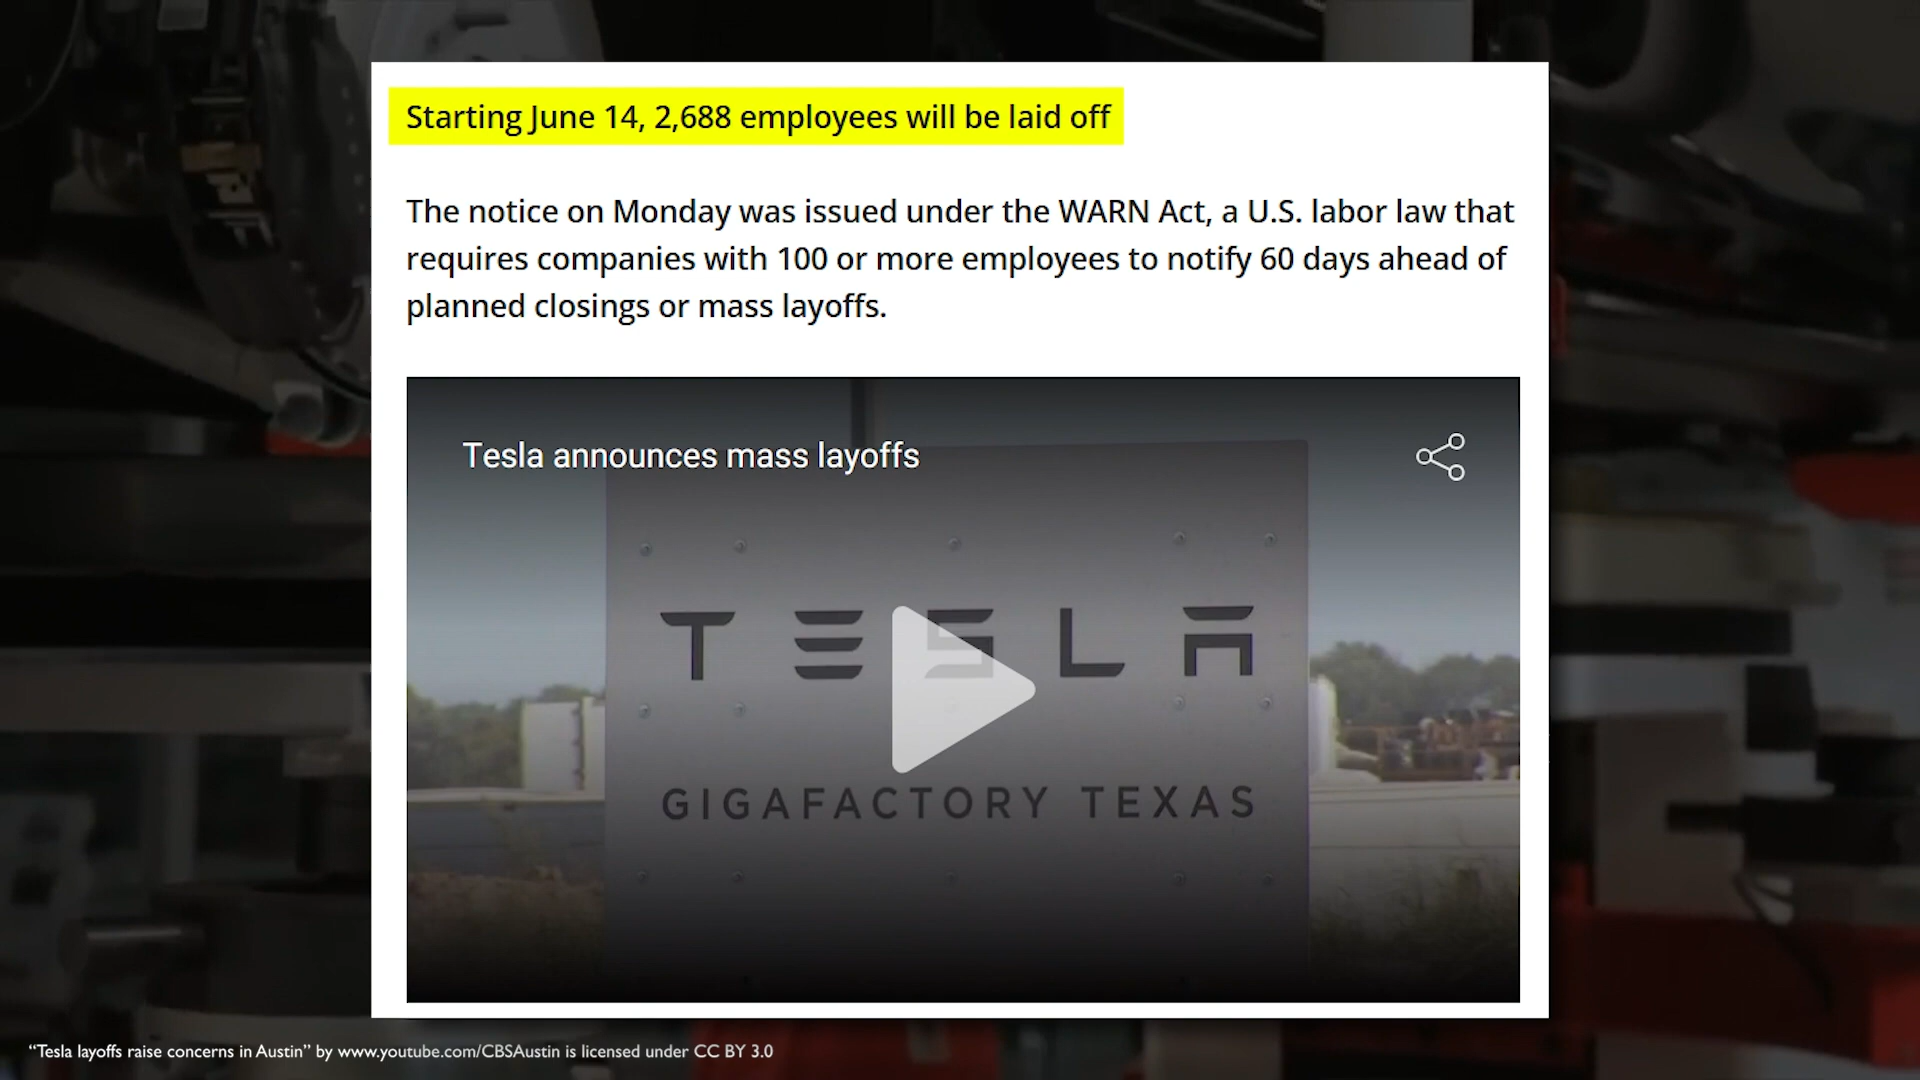 Starting June 14, 2,688 employees will be laid off
The notice on Monday was issued under the WARN Act, a U.S. labor law that
requires companies with 100 or more employees to notify 60 days ahead of
planned closings or mass layoffs.
Tesla announces mass layoffs
TESLA
GIGAFACTORY TEXAS
“Tesla layoffs raise concerns in Austin” by www.youtube.com/CBSAustin is licensed under CC BY 3.0